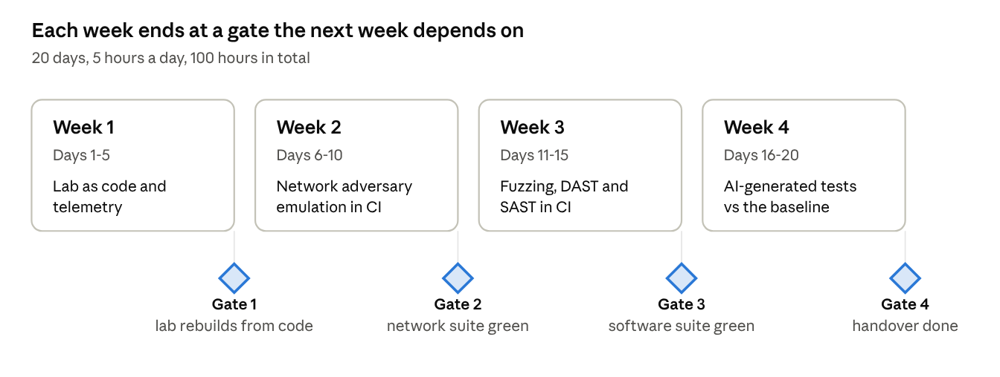 Each week ends at a gate the next week depends on
20 days, 5 hours a day, 100 hours in total
Week 1
Days 1-5
Lab as code and
telemetry
Week 2
Days 6-10
Network adversary
emulation in CI
Week 3
Days 11-15
Fuzzing, DAST and
SAST in CI
Week 4
Days 16-20
AI-generated tests
vs the baseline
Gate 1
lab rebuilds from code
Gate 2
network suite green
Gate 3
software suite green
Gate 4
handover done